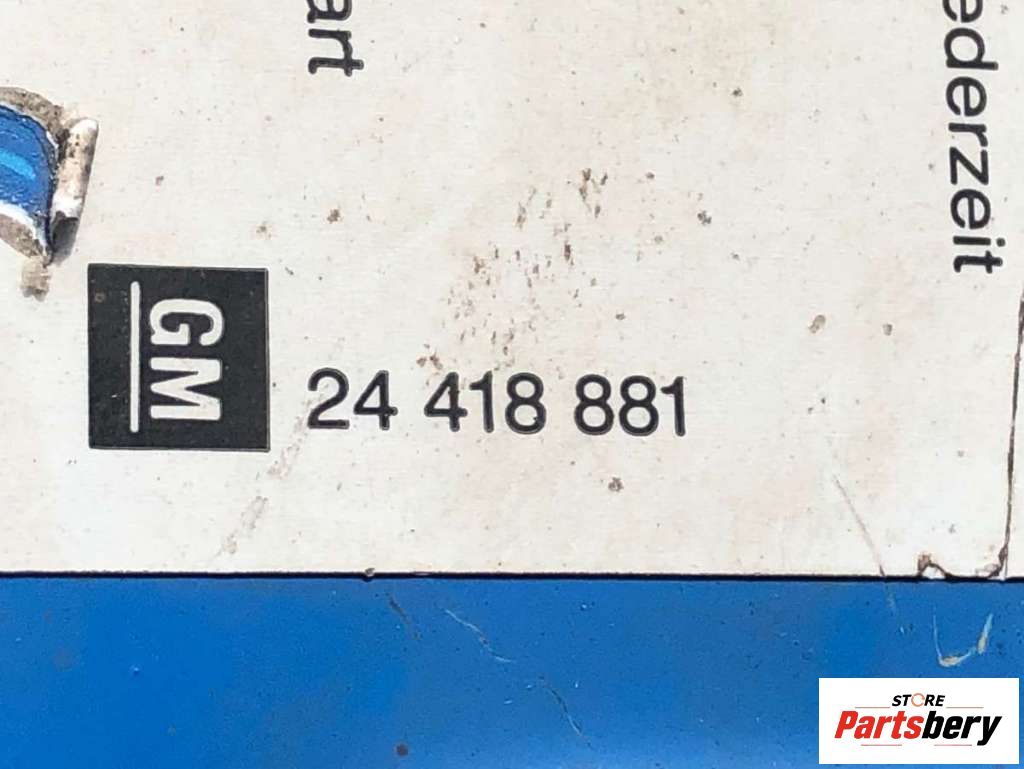 art
ederzeit
GM
24 418 881
STORE
Partsbery